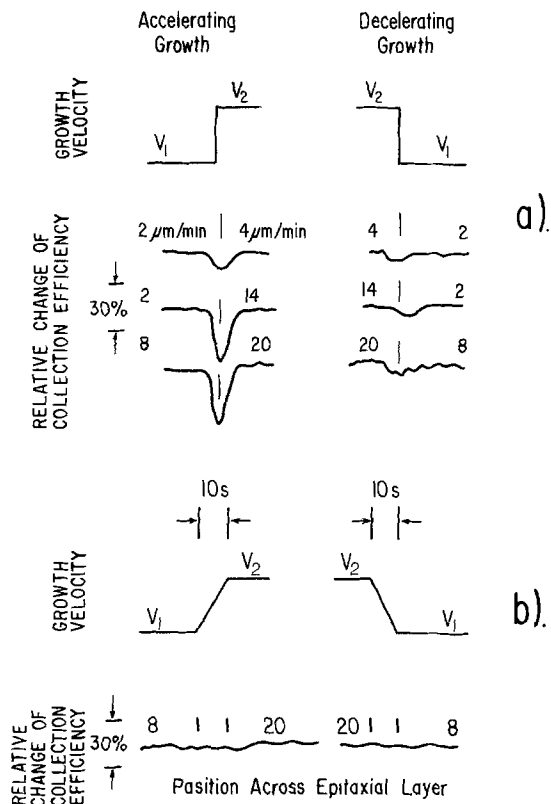 Accelerating Growth
Decelerating Growth
GROWTH VELOCITY
V1
V2
V2
V1
a).
RELATIVE CHANGE OF COLLECTION EFFICIENCY
2 μm/min
4 μm/min
4
2
30%
2
14
14
2
8
20
20
8
10s
10s
GROWTH VELOCITY
V1
V2
V2
V1
b).
RELATIVE CHANGE OF COLLECTION EFFICIENCY
30%
8
20
20
8
Pasition Across Epitaxial Layer